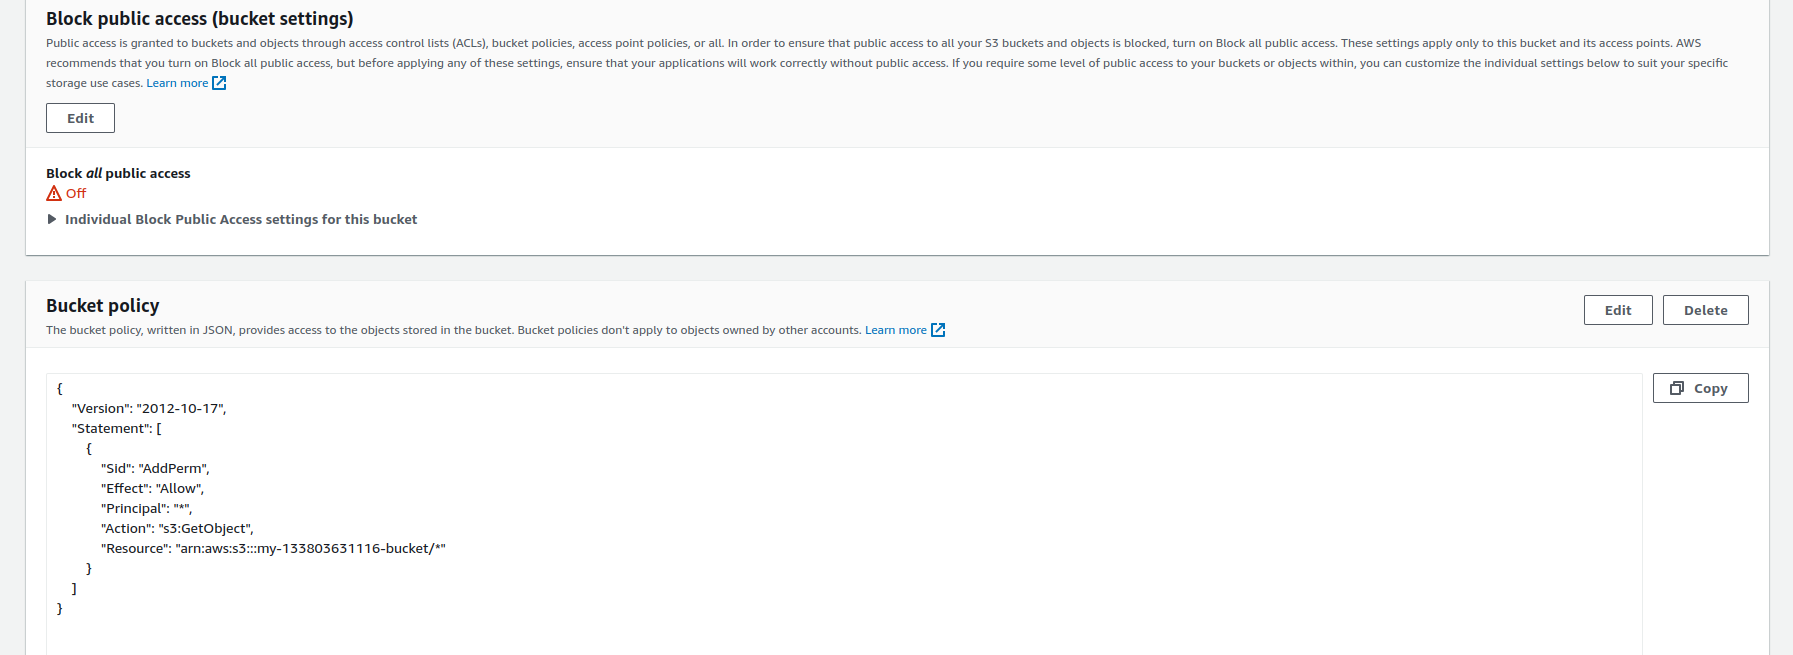 Block public access (bucket settings)
Public access is granted to buckets and objects through access control lists (ACLs), bucket policies, access point policies, or all. In order to ensure that public access to all your S3 buckets and objects is blocked, turn on Block all public access. These settings apply only to this bucket and its access points. AWS
recommends that you turn on Block all public access, but before applying any of these settings, ensure that your applications will work correctly without public access. If you require some level of public access to your buckets or objects within, you can customize the individual settings below to suit your specific
storage use cases. Learn more
Edit
Block all public access
Off
Individual Block Public Access settings for this bucket
Bucket policy
Edit
Delete
The bucket policy, written in JSON, provides access to the objects stored in the bucket. Bucket policies don't apply to objects owned by other accounts. Learn more
Copy
{
    "Version": "2012-10-17",
    "Statement": [
        {
            "Sid": "AddPerm",
            "Effect": "Allow",
            "Principal": "*",
            "Action": "s3:GetObject",
            "Resource": "arn:aws:s3:::my-133803631116-bucket/*"
        }
    ]
}